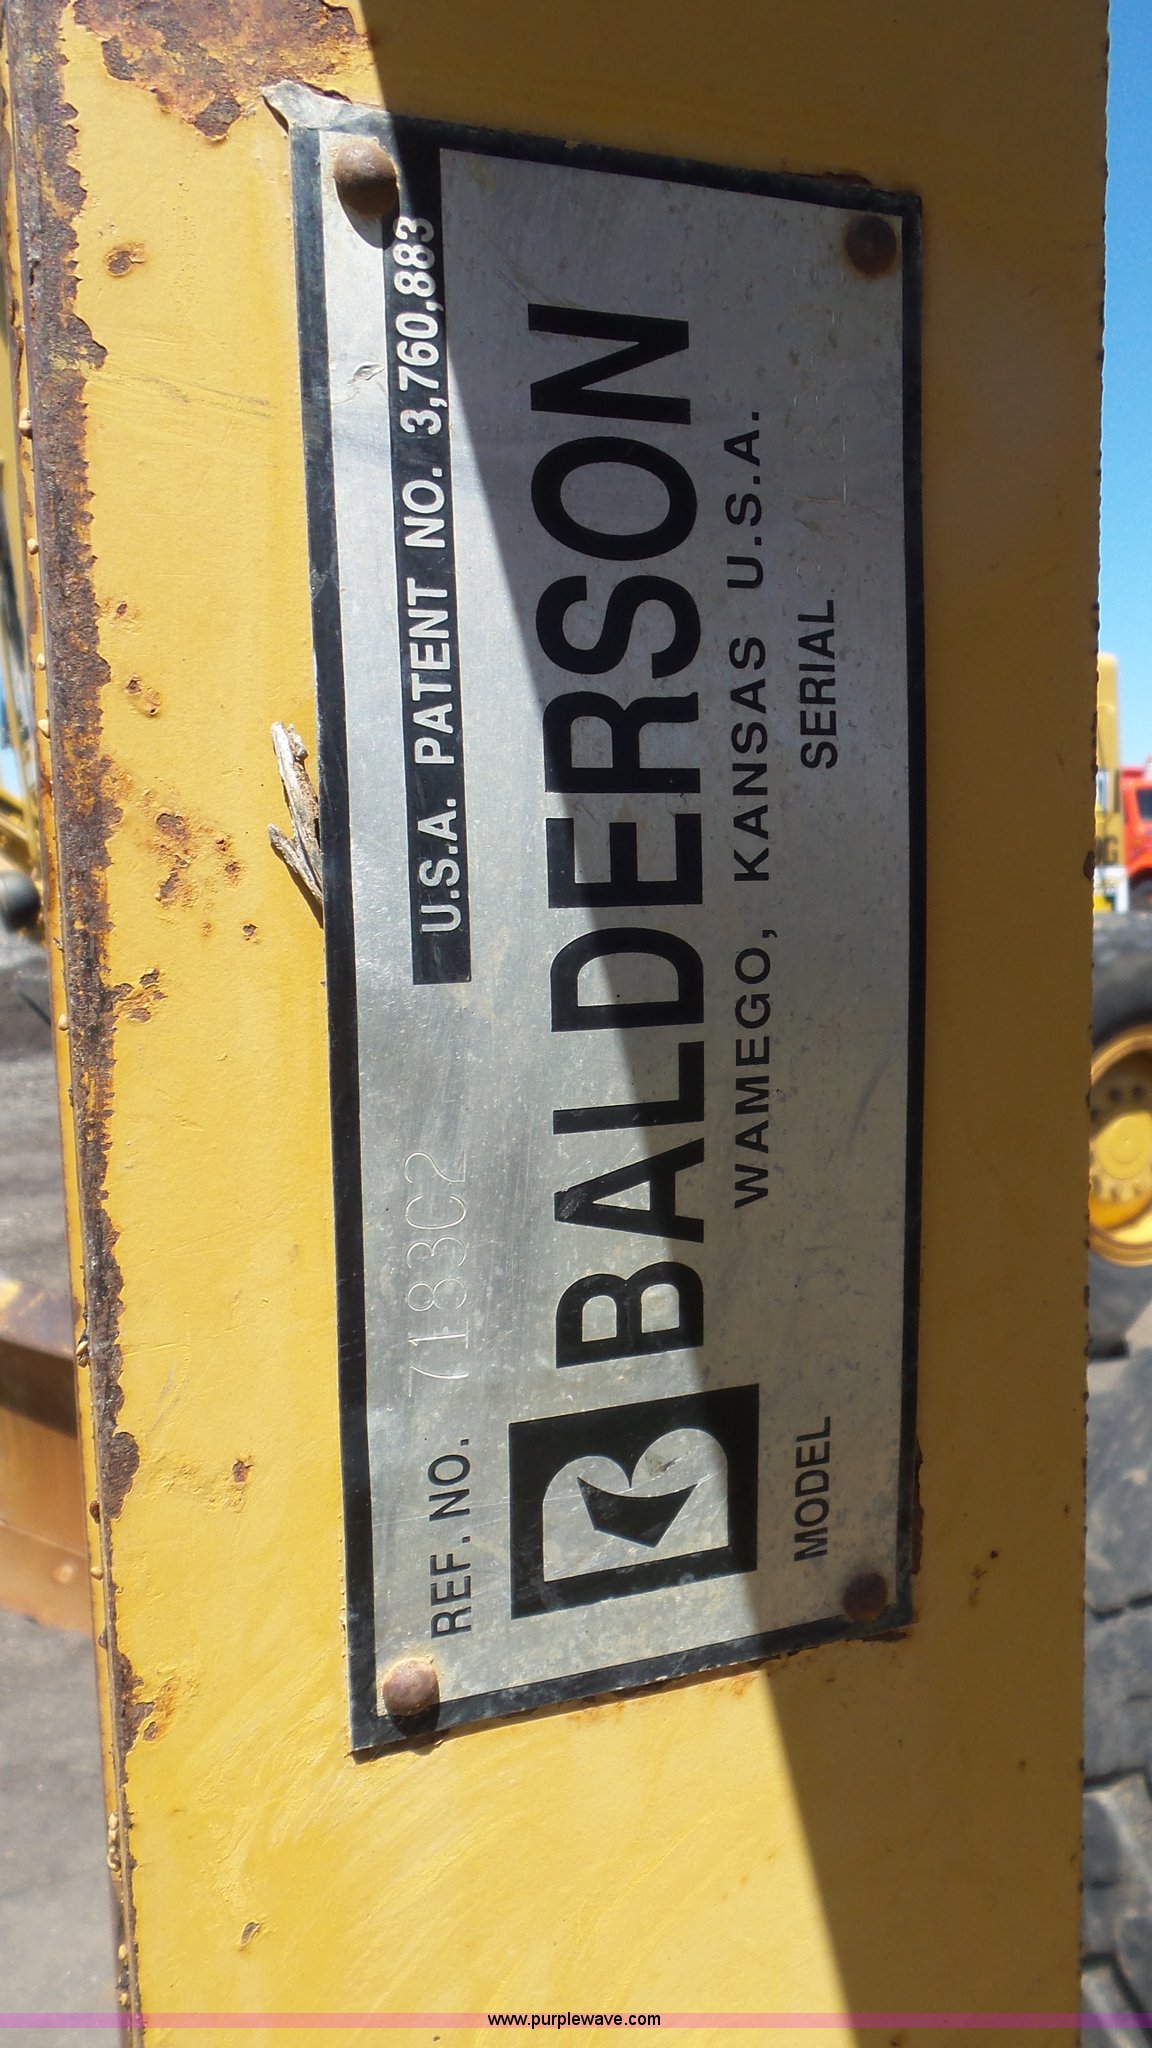 REF. NO. 7183C2 U.S.A. PATENT NO. 3,760,883
BALDERSON
WAMEGO, KANSAS U.S.A.
MODEL SERIAL
www.purplewave.com